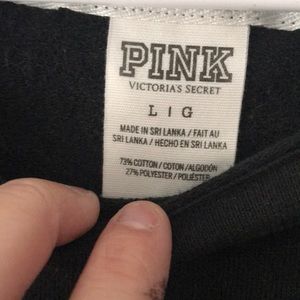 PINK
VICTORIA'S SECRET
L | G
MADE IN SRI LANKA / FAIT AU
SRI LANKA / HECHO EN SRI LANKA
73% COTTON / COTON / ALGODÓN
27% POLYESTER / POLIÉSTER